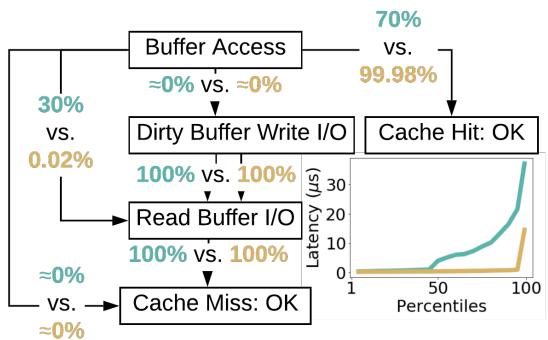 70%
vs.
99.98%
Buffer Access
≈0% vs. ≈0%
30%
vs.
0.02%
Dirty Buffer Write I/O
Cache Hit: OK
100% vs. 100%
Read Buffer I/O
100% vs. 100%
≈0%
vs.
≈0%
Cache Miss: OK
Latency (μs)
30
20
10
0
1 50 100
Percentiles